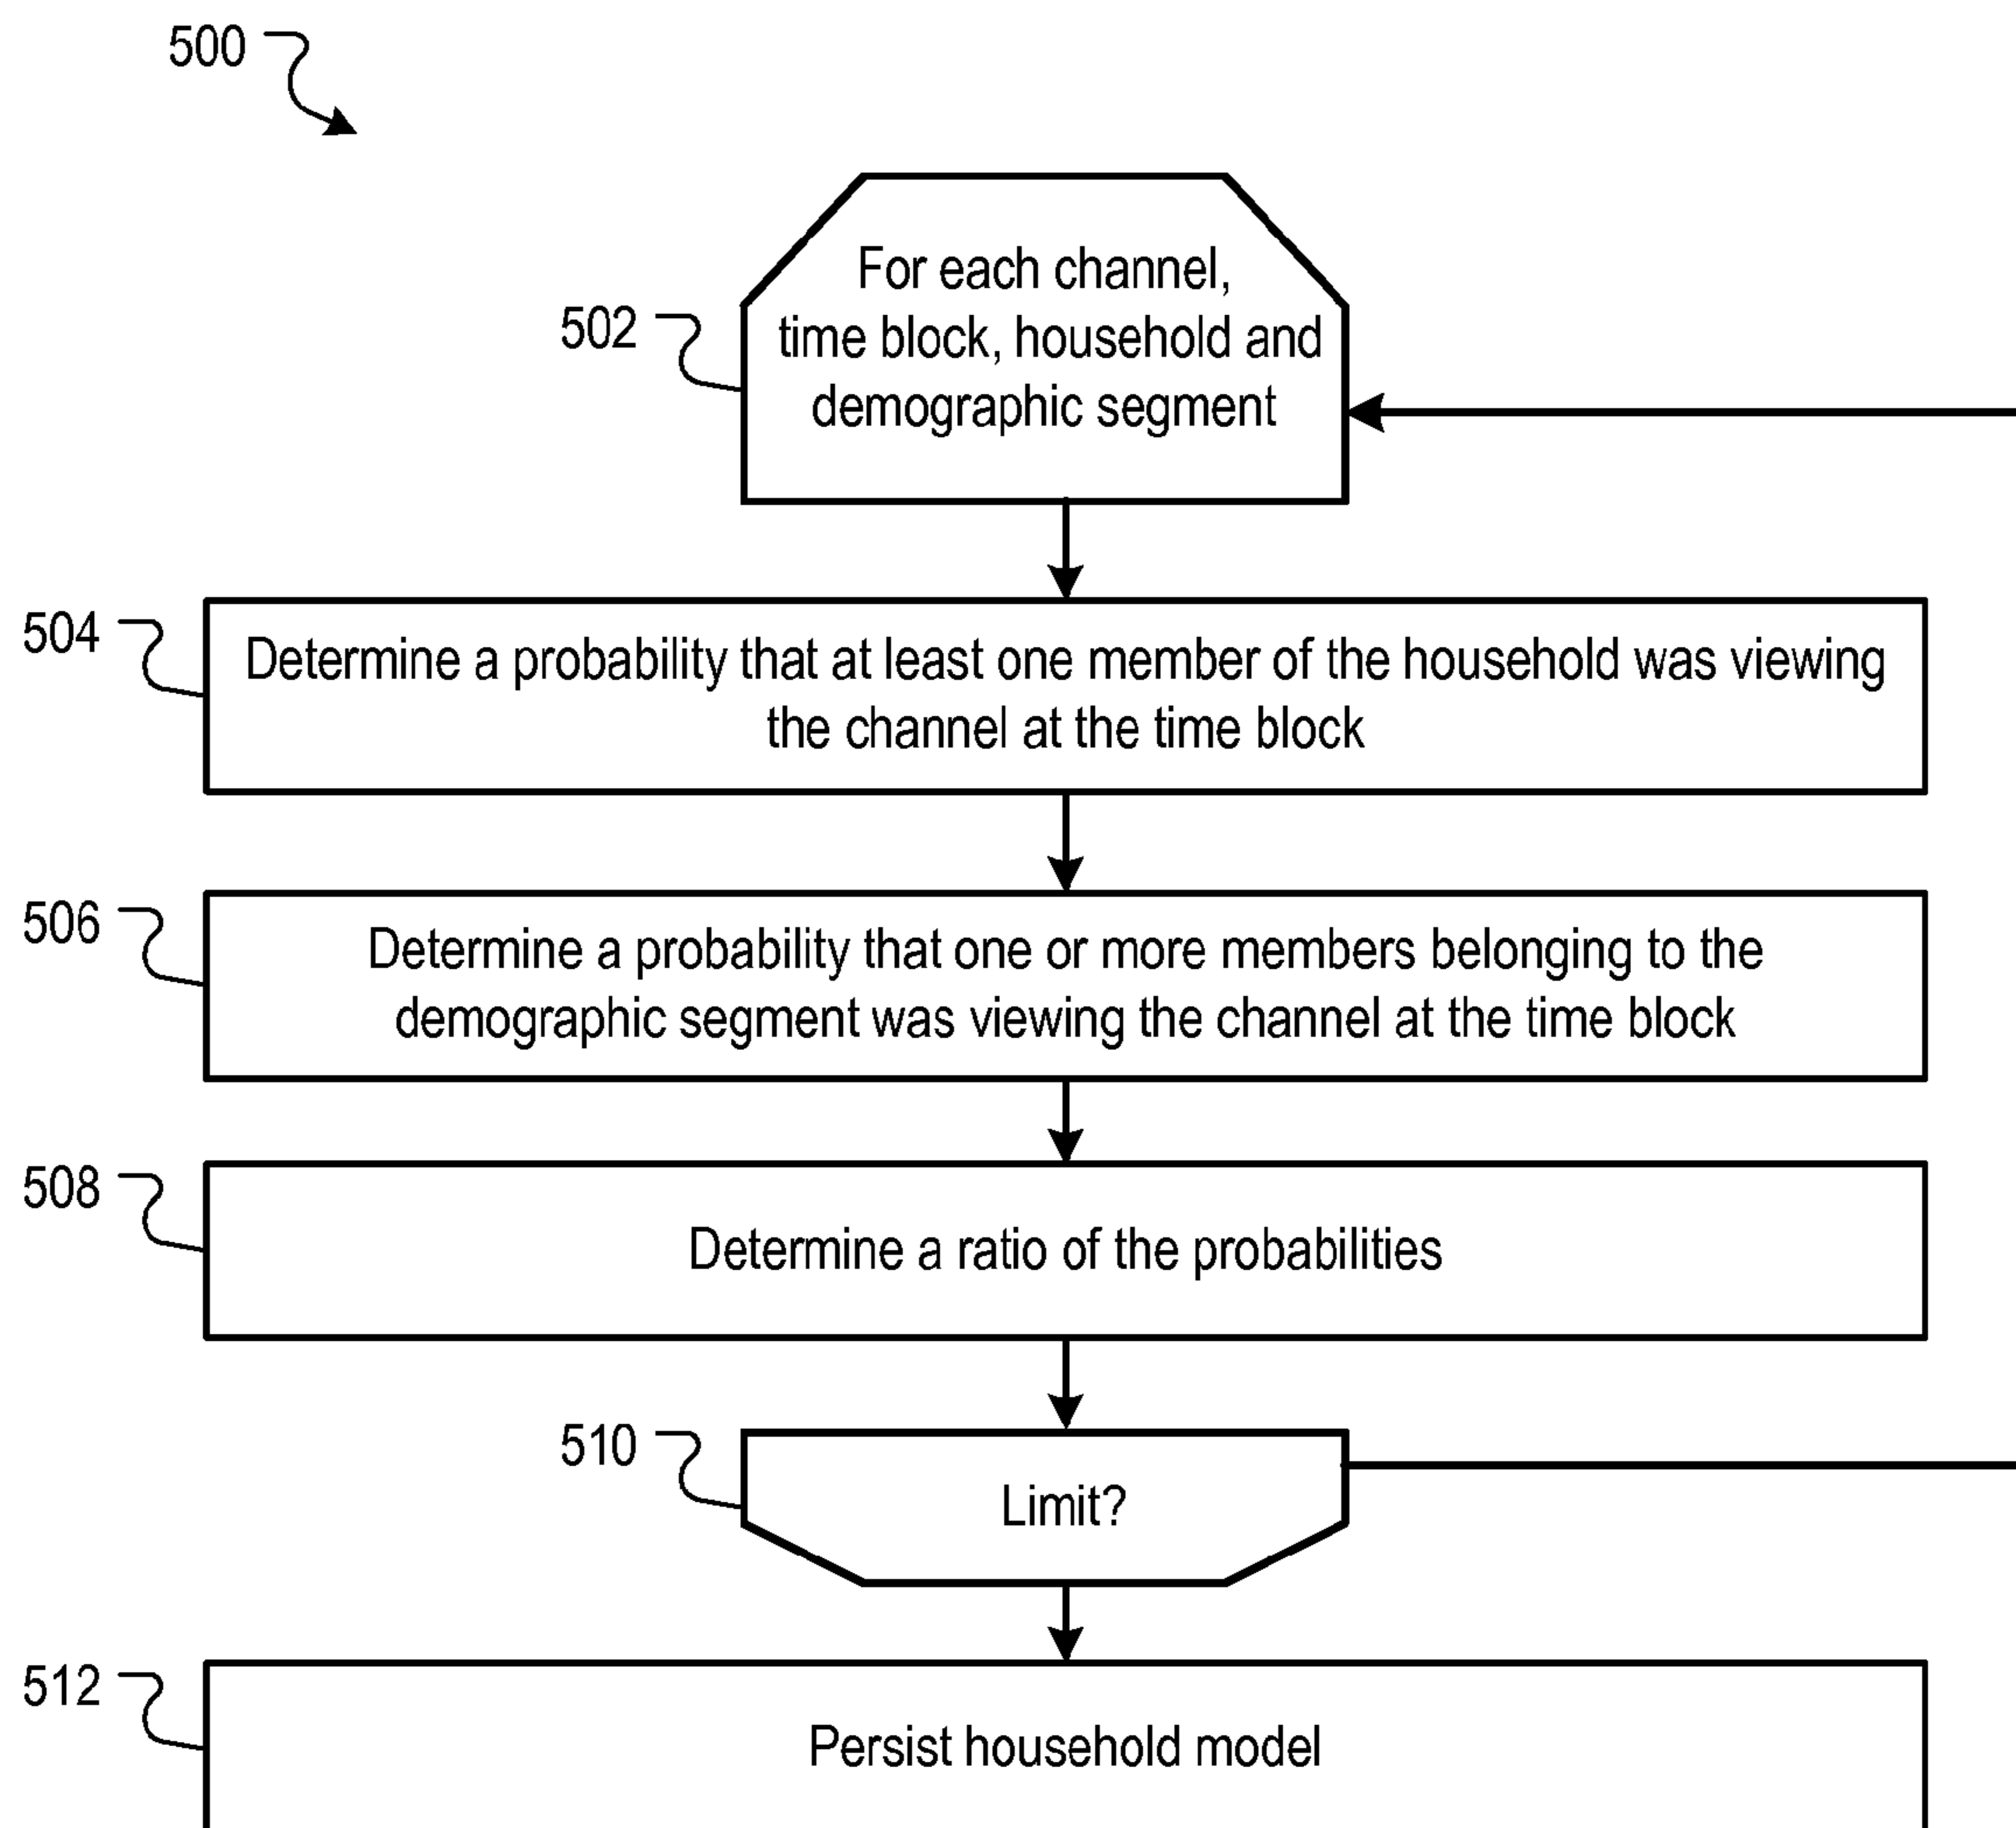 500
502
For each channel,
time block, household and
demographic segment
504
Determine a probability that at least one member of the household was viewing
the channel at the time block
506
Determine a probability that one or more members belonging to the
demographic segment was viewing the channel at the time block
508
Determine a ratio of the probabilities
510
Limit?
512
Persist household model